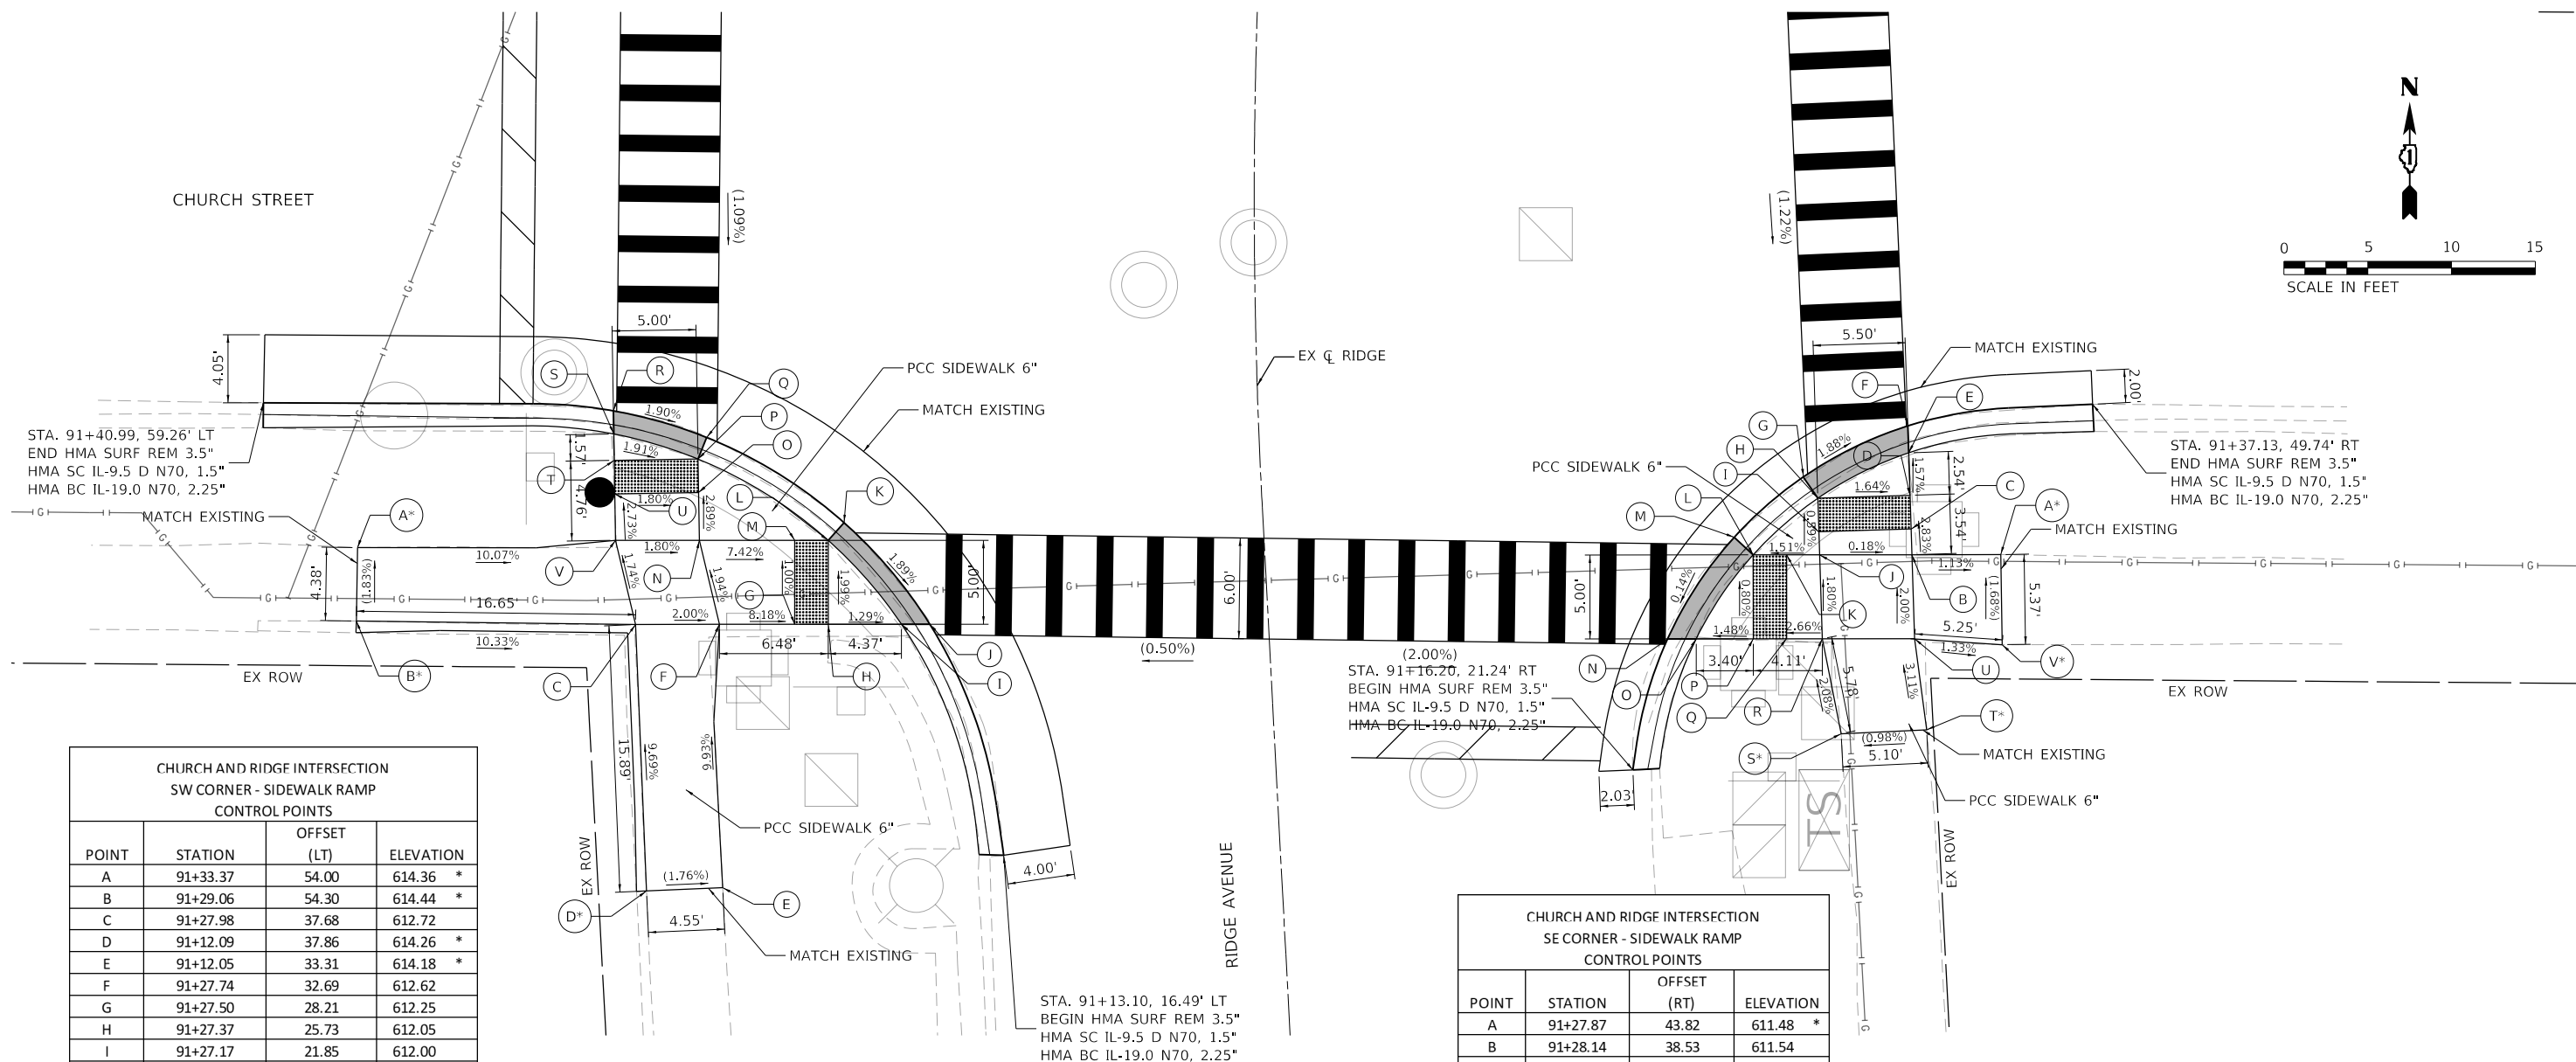 CHURCH STREET
(1.09%)
(1.22%)
N
1
0 5 10 15
SCALE IN FEET
5.00'
4.05'
S
R
Q
P
O
1.90%
1.91%
1.57'
T
4.76'
1.80%
U
2.73%
2.89%
L
K
M
PCC SIDEWALK 6"
MATCH EXISTING
EX ℄ RIDGE
STA. 91+40.99, 59.26' LT
END HMA SURF REM 3.5"
HMA SC IL-9.5 D N70, 1.5"
HMA BC IL-19.0 N70, 2.25"
MATCH EXISTING
A*
10.07%
V
1.80%
N
7.42%
1.00%
1.99%
1.89%
5.00'
6.00'
4.38'
(1.83%)
16.65'
1.74%
1.94%
G
2.00%
8.18%
1.29%
6.48'
4.37'
10.33%
B*
C
F
H
I
J
EX ROW
(0.50%)
(2.00%)
15.89'
9.69%
9.93%
PCC SIDEWALK 6"
(1.76%)
D*
E
4.55'
EX ROW
MATCH EXISTING
4.00'
RIDGE AVENUE
STA. 91+13.10, 16.49' LT
BEGIN HMA SURF REM 3.5"
HMA SC IL-9.5 D N70, 1.5"
HMA BC IL-19.0 N70, 2.25"
5.50'
MATCH EXISTING
2.00'
F
E
G
H
D
I
1.88%
1.64%
1.57%
2.54'
3.54'
C
PCC SIDEWALK 6"
L
M
0.59%
2.83%
A*
MATCH EXISTING
STA. 91+37.13, 49.74' RT
END HMA SURF REM 3.5"
HMA SC IL-9.5 D N70, 1.5"
HMA BC IL-19.0 N70, 2.25"
1.51%
0.18%
1.13%
J
B
K
0.14%
5.00'
0.80%
1.80%
2.00%
(1.68%)
5.37'
1.48%
2.66%
5.25'
1.33%
N
O
P
Q
R
3.40'
4.11'
5.78'
2.08%
3.11%
U
V*
EX ROW
STA. 91+16.20, 21.24' RT
BEGIN HMA SURF REM 3.5"
HMA SC IL-9.5 D N70, 1.5"
HMA BC IL-19.0 N70, 2.25"
T*
S*
(0.98%)
5.10'
MATCH EXISTING
PCC SIDEWALK 6"
TS
2.03'
EX ROW
CHURCH AND RIDGE INTERSECTION
SW CORNER - SIDEWALK RAMP
CONTROL POINTS
POINT STATION OFFSET (LT) ELEVATION
A 91+33.37 54.00 614.36 *
B 91+29.06 54.30 614.44 *
C 91+27.98 37.68 612.72
D 91+12.09 37.86 614.26 *
E 91+12.05 33.31 614.18 *
F 91+27.74 32.69 612.62
G 91+27.50 28.21 612.25
H 91+27.37 25.73 612.05
I 91+27.17 21.85 612.00
CHURCH AND RIDGE INTERSECTION
SE CORNER - SIDEWALK RAMP
CONTROL POINTS
POINT STATION OFFSET (RT) ELEVATION
A 91+27.87 43.82 611.48 *
B 91+28.14 38.53 611.54